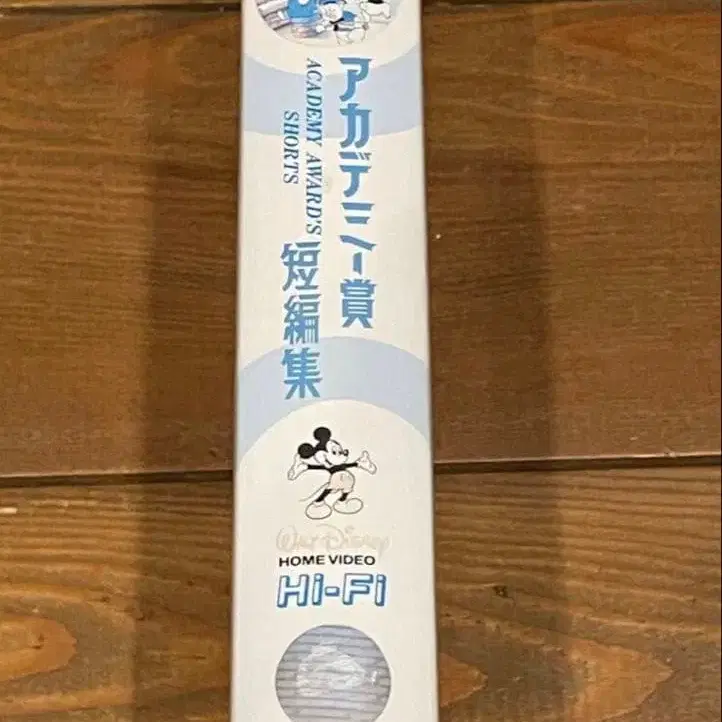 アカデミー賞
ACADEMY AWARD'S
SHORTS
短編集
WALT DISNEY
HOME VIDEO
Hi-Fi